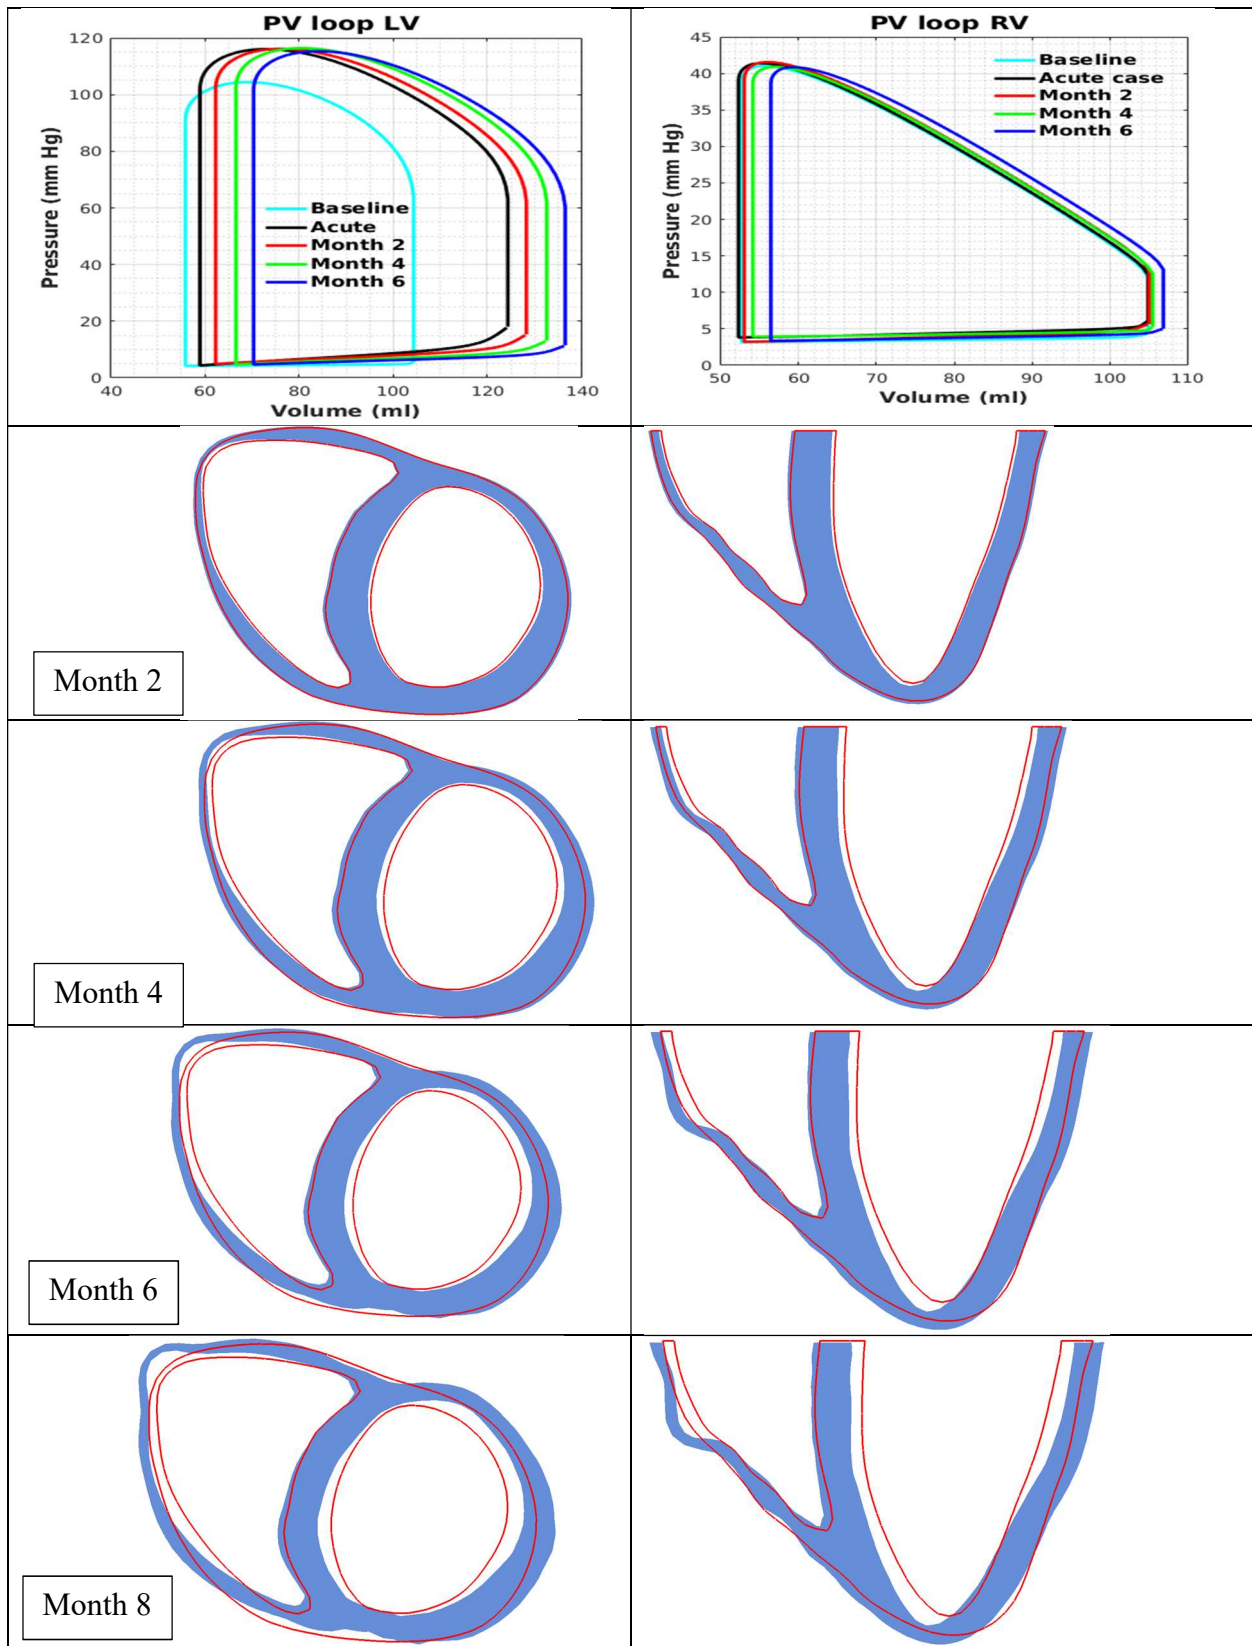 PV loop LV
120
100
80
60
40
20
0
40
60
80
100
120
140
Pressure (mm Hg)
Volume (ml)
Baseline
Acute
Month 2
Month 4
Month 6
PV loop RV
45
40
35
30
25
20
15
10
5
0
50
60
70
80
90
100
110
Pressure (mm Hg)
Volume (ml)
Baseline
Acute case
Month 2
Month 4
Month 6
Month 2
Month 4
Month 6
Month 8